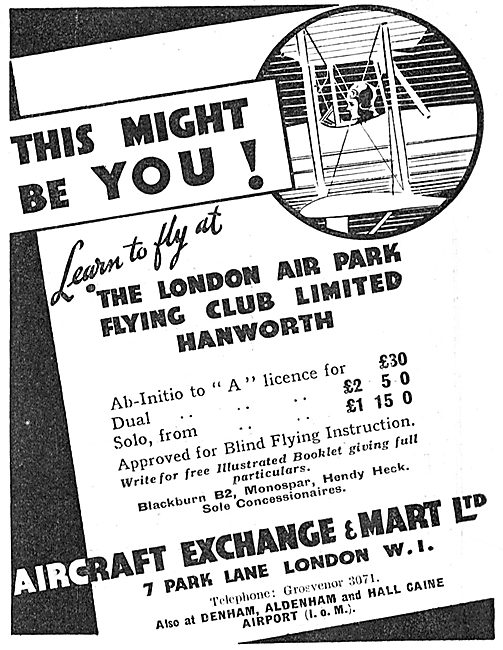 THIS MIGHT
BE YOU !
Learn to fly at
THE LONDON AIR PARK
FLYING CLUB LIMITED
HANWORTH
Ab-Initio to "A" licence for £30
Dual .. .. .. £2 5 0
Solo, from .. .. £1 15 0
Approved for Blind Flying Instruction.
Write for free Illustrated Booklet giving full
particulars.
Blackburn B2, Monospar, Hendy Heck.
Sole Concessionaires.
AIRCRAFT EXCHANGE & MART LTD
7 PARK LANE LONDON W.1.
Telephone: Grosvenor 3071.
Also at DENHAM, ALDENHAM and HALL CAINE
AIRPORT (I.o.M.).